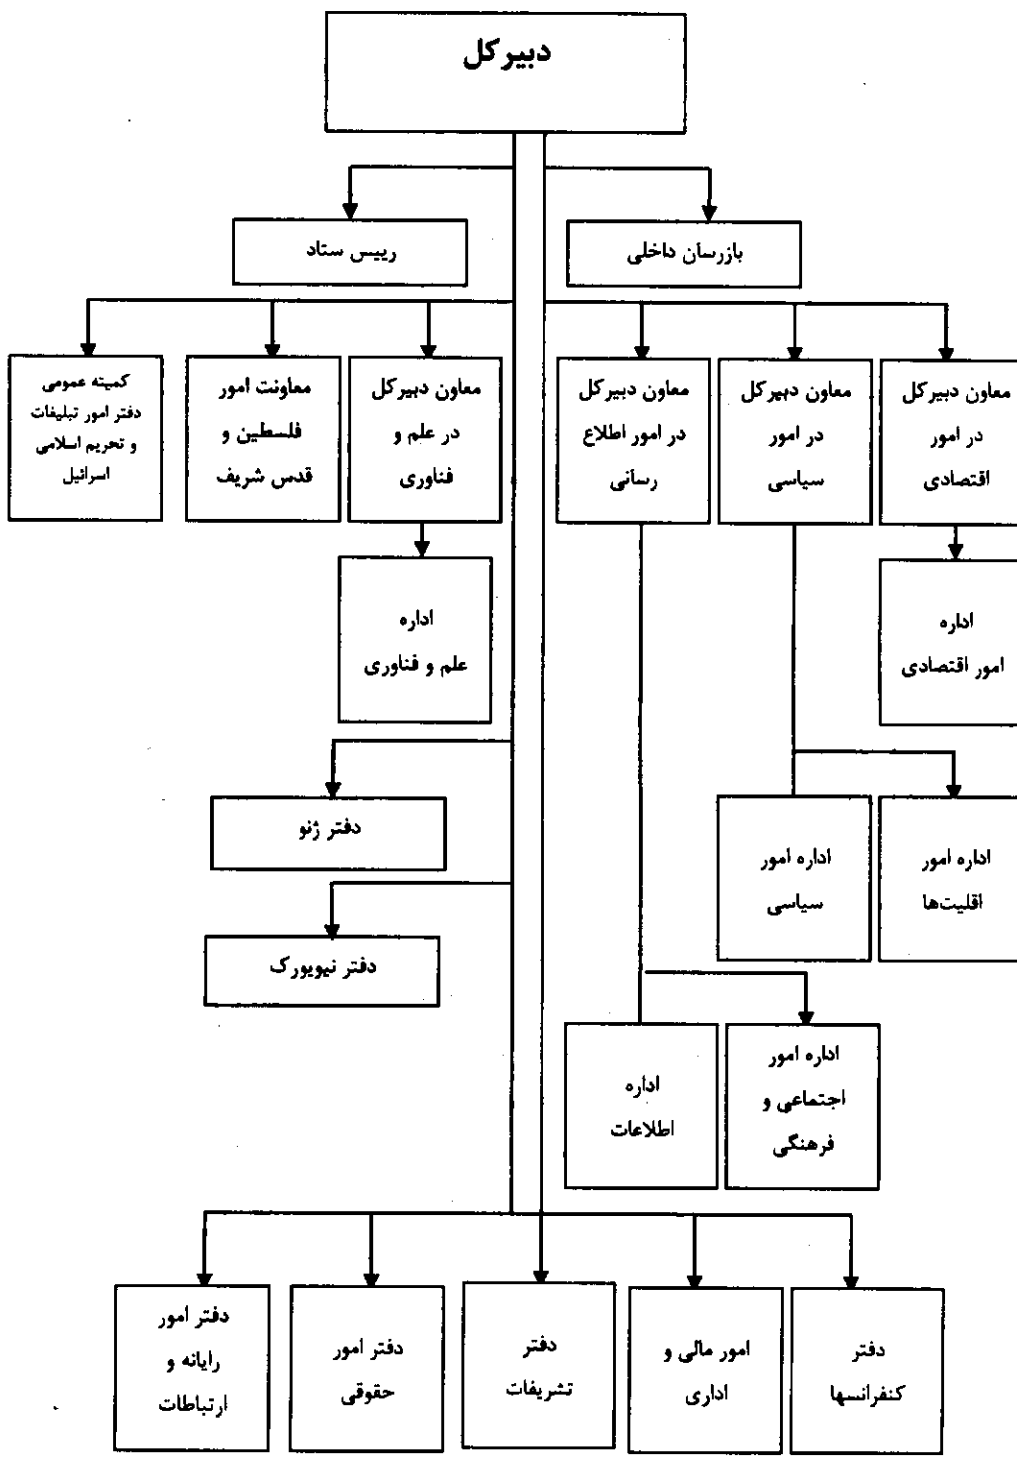 دبیرکل
بازرسان داخلی
رییس ستاد
معاون دبیرکل
در امور
اقتصادی
معاون دبیرکل
در امور
سیاسی
معاون دبیرکل
در امور اطلاع
رسانی
معاون دبیرکل
در علم و
فناوری
معاونت امور
فلسطین و
قدس شریف
کمیته عمومی
دفتر امور تبلیغات
و تحریم اسلامی
اسرائیل
اداره
امور اقتصادی
اداره
علم و فناوری
دفتر ژنو
اداره امور
اقلیت‌ها
اداره امور
سیاسی
دفتر نیویورک
اداره امور
اجتماعی و
فرهنگی
اداره
اطلاعات
دفتر
کنفرانسها
امور مالی و
اداری
دفتر
تشریفات
دفتر امور
حقوقی
دفتر امور
رایانه و
ارتباطات